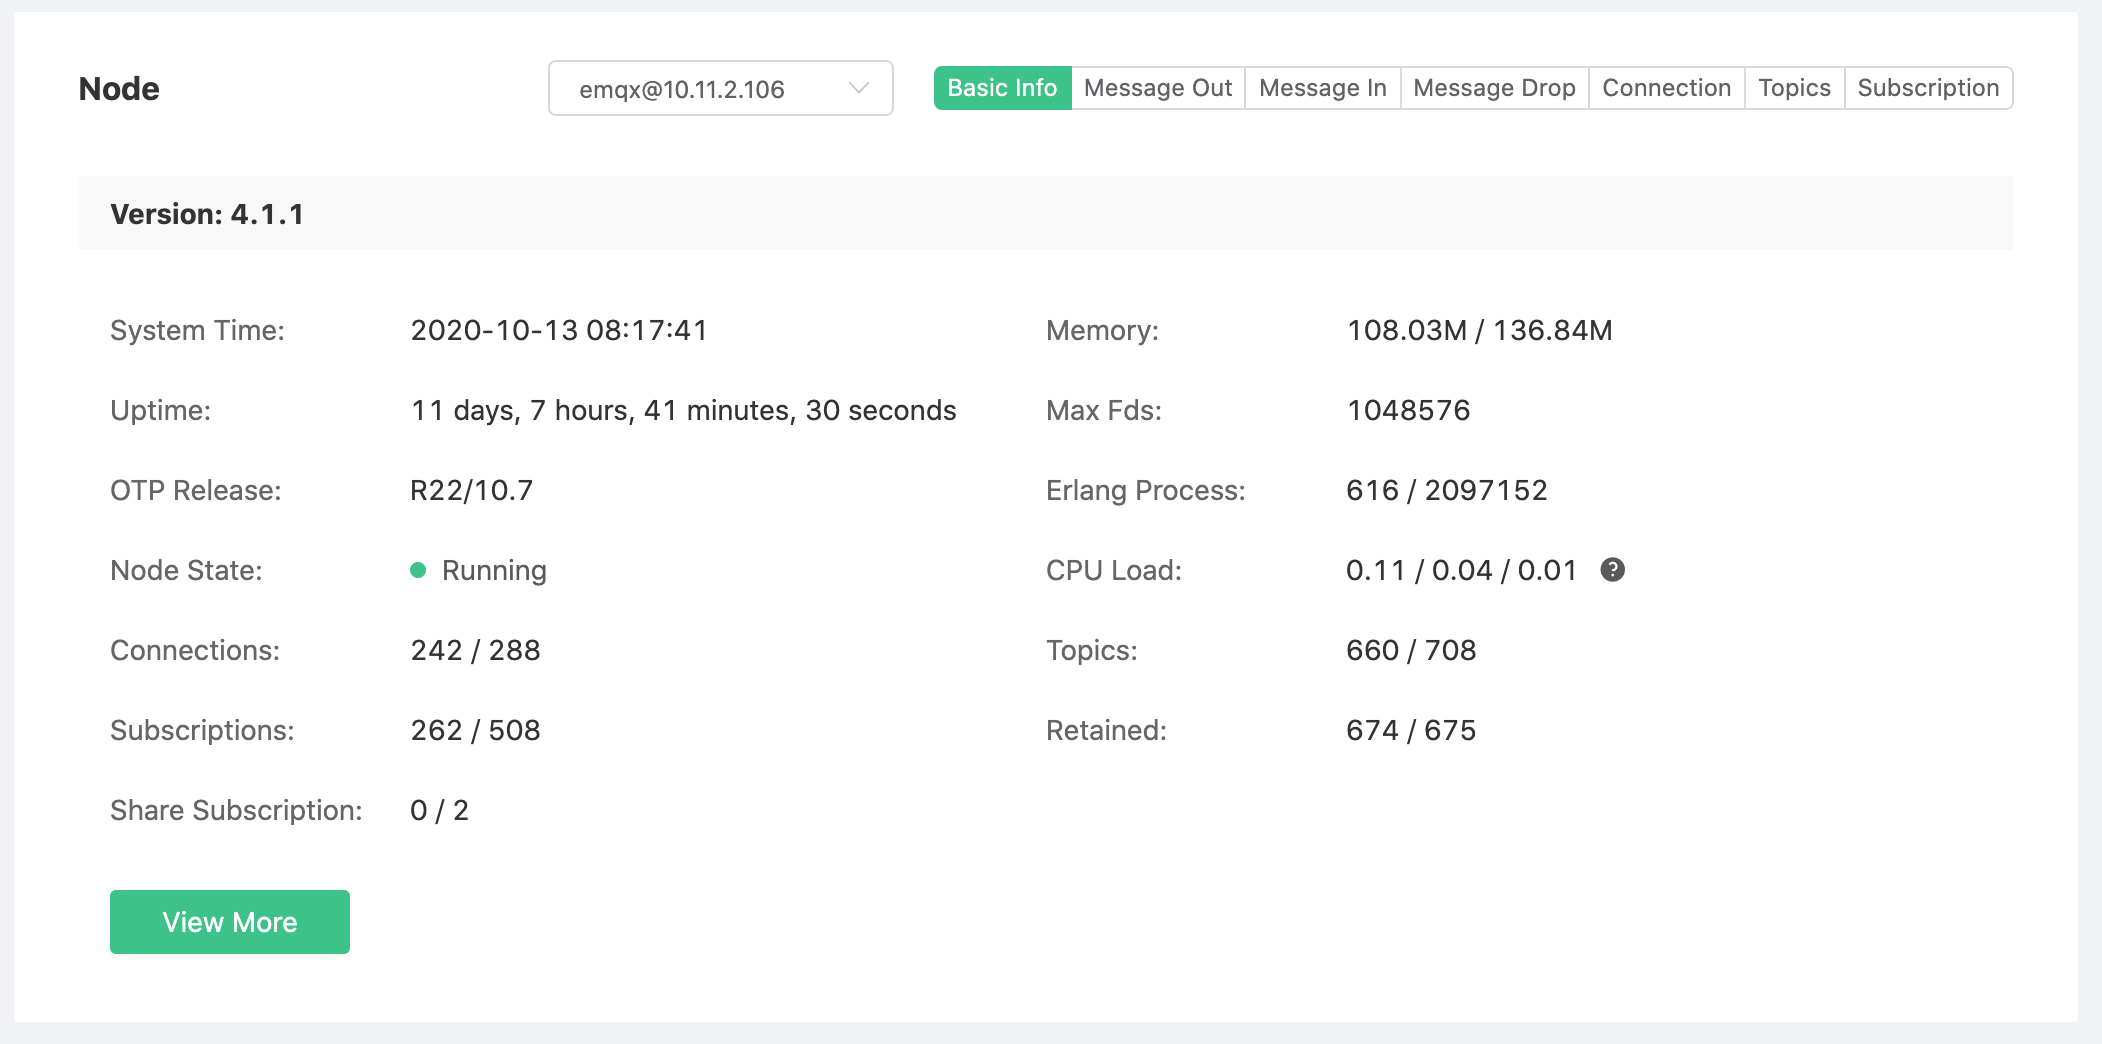 Node
emqx@10.11.2.106
Basic Info Message Out Message In Message Drop Connection Topics Subscription
Version: 4.1.1
System Time: 2020-10-13 08:17:41 Memory: 108.03M / 136.84M
Uptime: 11 days, 7 hours, 41 minutes, 30 seconds Max Fds: 1048576
OTP Release: R22/10.7 Erlang Process: 616 / 2097152
Node State: Running CPU Load: 0.11 / 0.04 / 0.01 ?
Connections: 242 / 288 Topics: 660 / 708
Subscriptions: 262 / 508 Retained: 674 / 675
Share Subscription: 0 / 2
View More